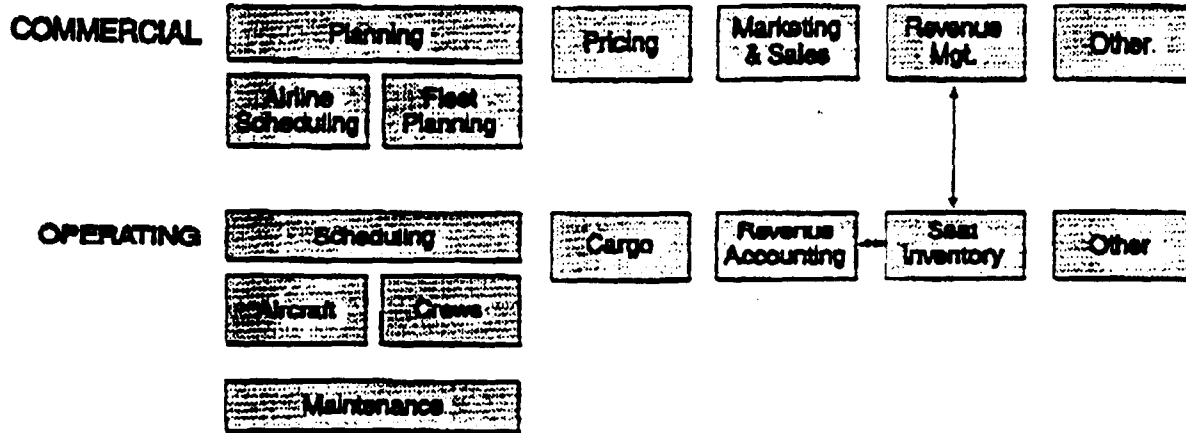 COMMERCIAL
Planning
Pricing
Marketing
& Sales
Revenue
Mgt.
Other.
Airline
Scheduling
Fleet
Planning
OPERATING
Scheduling
Cargo
Revenue
Accounting
Seat
Inventory
Other
Aircraft
Crews
Maintenance